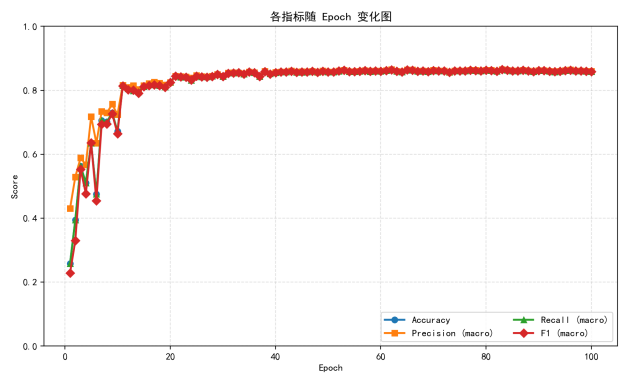 各指标随 Epoch 变化图
1.0
0.8
0.6
0.4
0.2
0.0
Score
0 20 40 60 80 100
Epoch
Accuracy
Precision (macro)
Recall (macro)
F1 (macro)